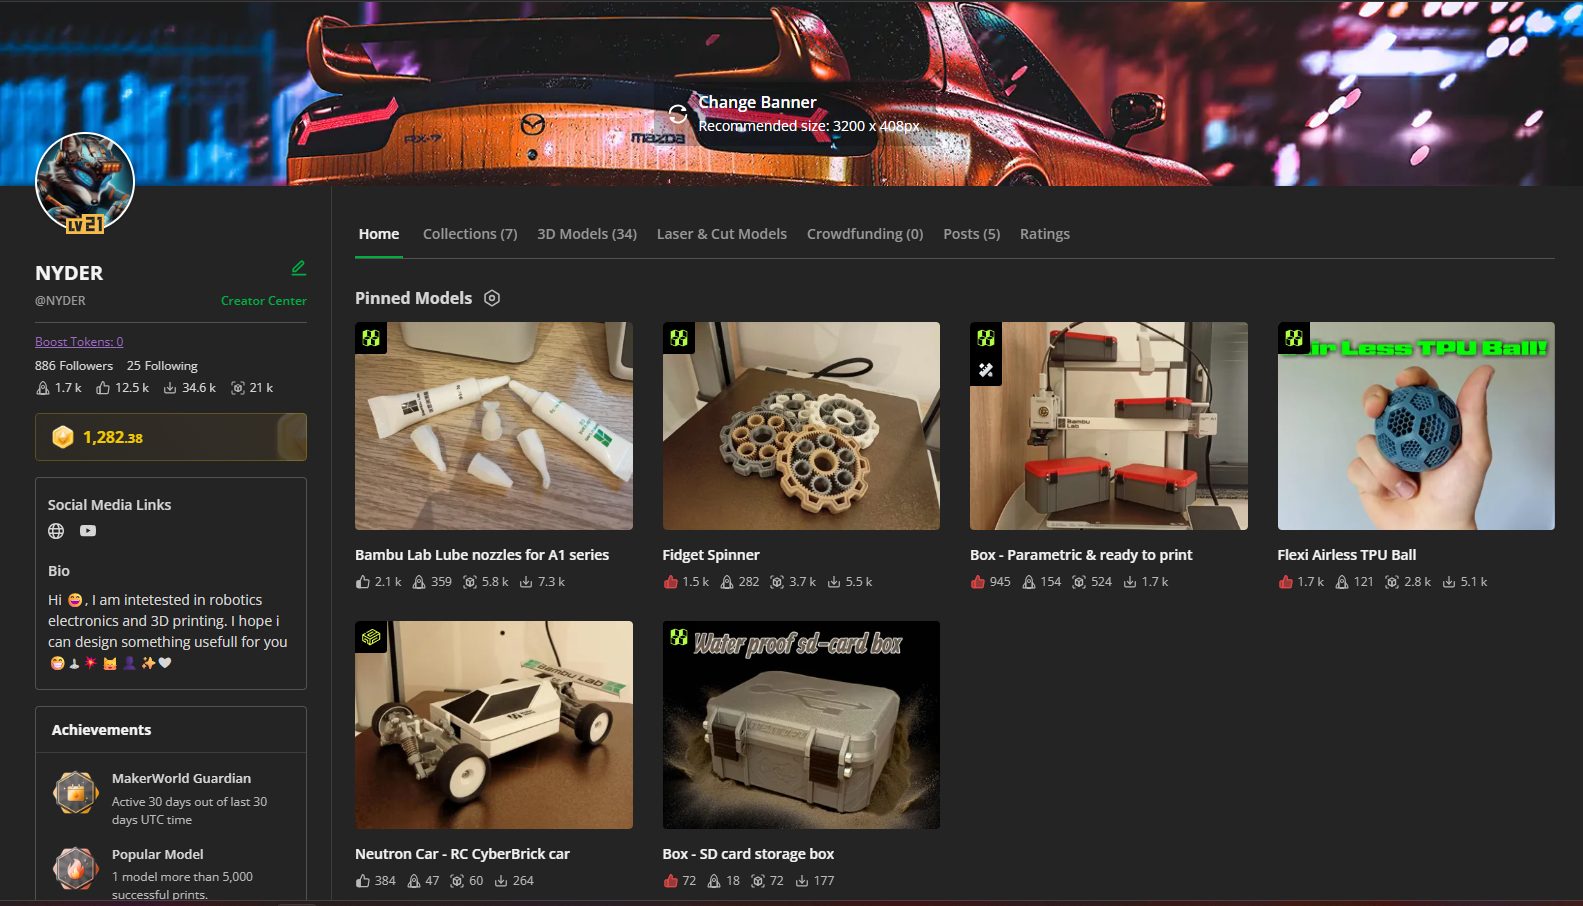 RX-7
mazDa
Change Banner
Recommended size: 3200 x 408px
LV21
NYDER
@NYDER
Creator Center
Boost Tokens: 0
886 Followers 25 Following
1.7 k 12.5 k 34.6 k 21 k
1,282.38
Social Media Links
Bio
Hi 😄, I am intetested in robotics
electronics and 3D printing. I hope i
can design something usefull for you
Achievements
MakerWorld Guardian
Active 30 days out of last 30
days UTC time
Popular Model
1 model more than 5,000
successful prints.
Home Collections (7) 3D Models (34) Laser & Cut Models Crowdfunding (0) Posts (5) Ratings
Pinned Models
Bambu Lab
Air Less TPU Ball!
Bambu Lab Lube nozzles for A1 series
2.1 k 359 5.8 k 7.3 k
Fidget Spinner
1.5 k 282 3.7 k 5.5 k
Box - Parametric & ready to print
945 154 524 1.7 k
Flexi Airless TPU Ball
1.7 k 121 2.8 k 5.1 k
Bambu Lab
Water proof sd-card box
Neutron Car - RC CyberBrick car
384 47 60 264
Box - SD card storage box
72 18 72 177